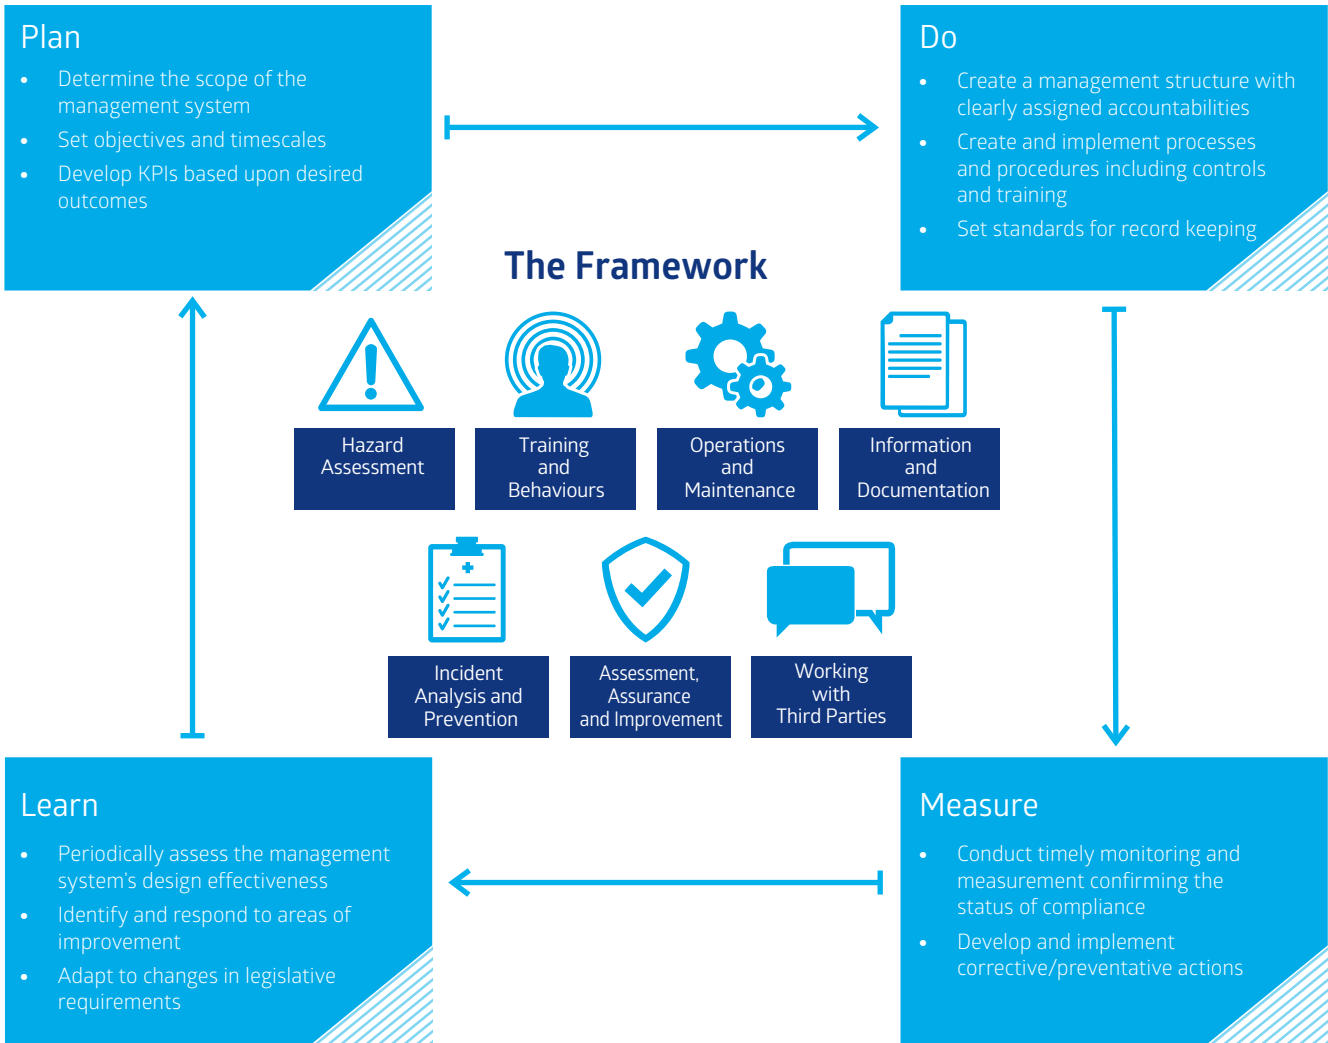 Plan
• Determine the scope of the
management system
• Set objectives and timescales
• Develop KPIs based upon desired
outcomes
Do
• Create a management structure with
clearly assigned accountabilities
• Create and implement processes
and procedures including controls
and training
• Set standards for record keeping
The Framework
Hazard
Assessment
Training
and
Behaviours
Operations
and
Maintenance
Information
and
Documentation
Incident
Analysis and
Prevention
Assessment,
Assurance
and Improvement
Working
with
Third Parties
Learn
• Periodically assess the management
system's design effectiveness
• Identify and respond to areas of
improvement
• Adapt to changes in legislative
requirements
Measure
• Conduct timely monitoring and
measurement confirming the
status of compliance
• Develop and implement
corrective/preventative actions